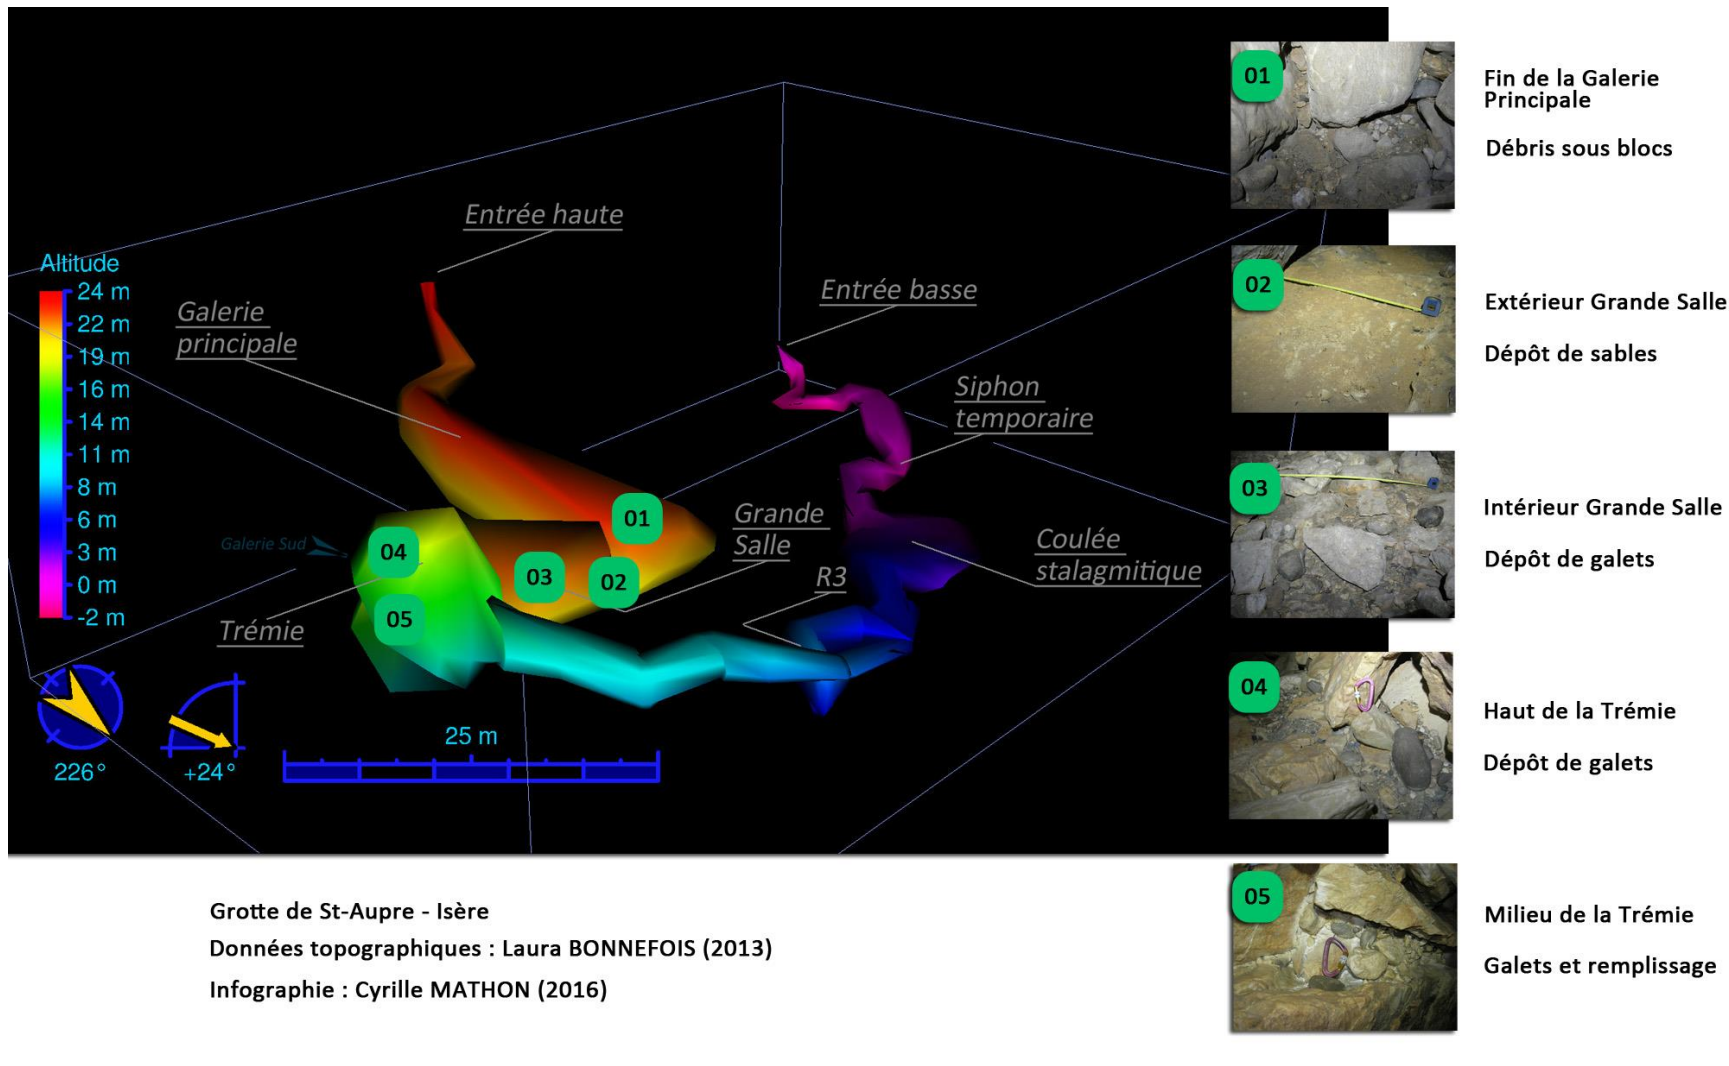 Entrée haute
Galerie
principale
Entrée basse
Siphon
temporaire
Altitude
24 m
22 m
19 m
16 m
14 m
11 m
8 m
6 m
3 m
0 m
-2 m
Grande
Salle
R3
Coulée
stalagmitique
Galerie Sud
Trémie
01
02
03
04
05
226°
+24°
25 m
01
Fin de la Galerie
Principale
Débris sous blocs
02
Extérieur Grande Salle
Dépôt de sables
03
Intérieur Grande Salle
Dépôt de galets
04
Haut de la Trémie
Dépôt de galets
05
Milieu de la Trémie
Galets et remplissage
Grotte de St-Aupre - Isère
Données topographiques : Laura BONNEFOIS (2013)
Infographie : Cyrille MATHON (2016)